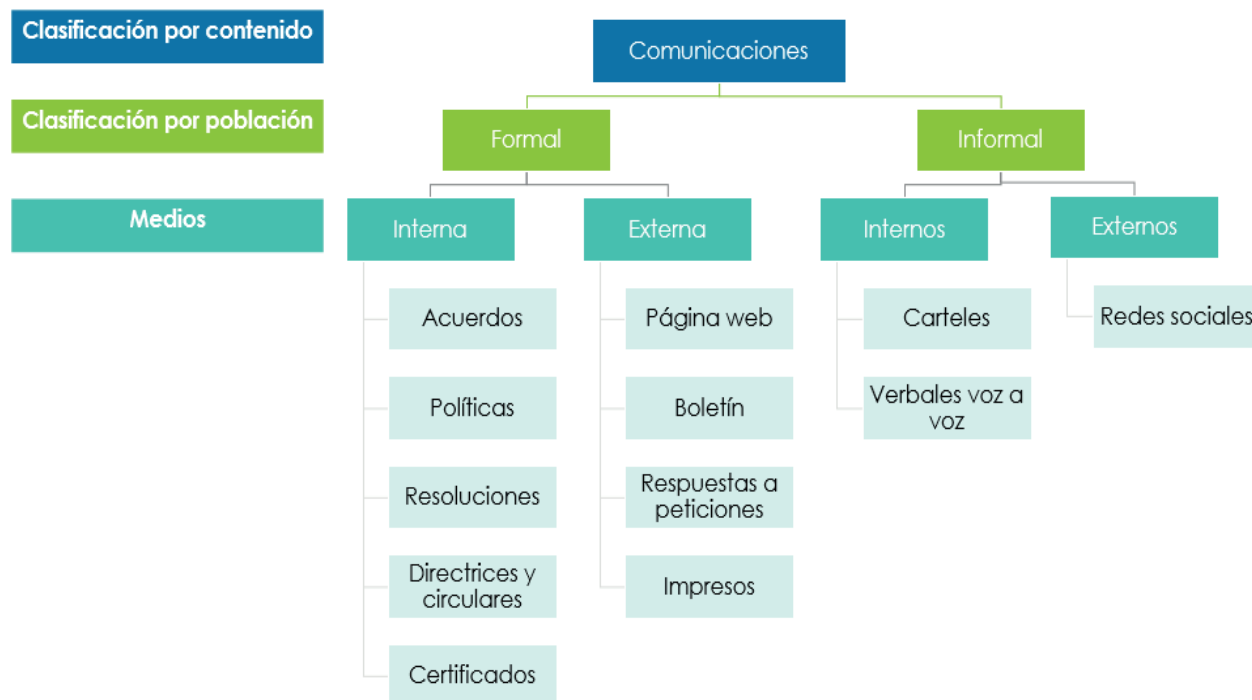 Clasificación por contenido
Comunicaciones
Clasificación por población
Formal
Informal
Medios
Interna
Externa
Internos
Externos
Acuerdos
Página web
Carteles
Redes sociales
Políticas
Boletín
Verbales voz a
voz
Resoluciones
Respuestas a
peticiones
Directrices y
circulares
Impresos
Certificados